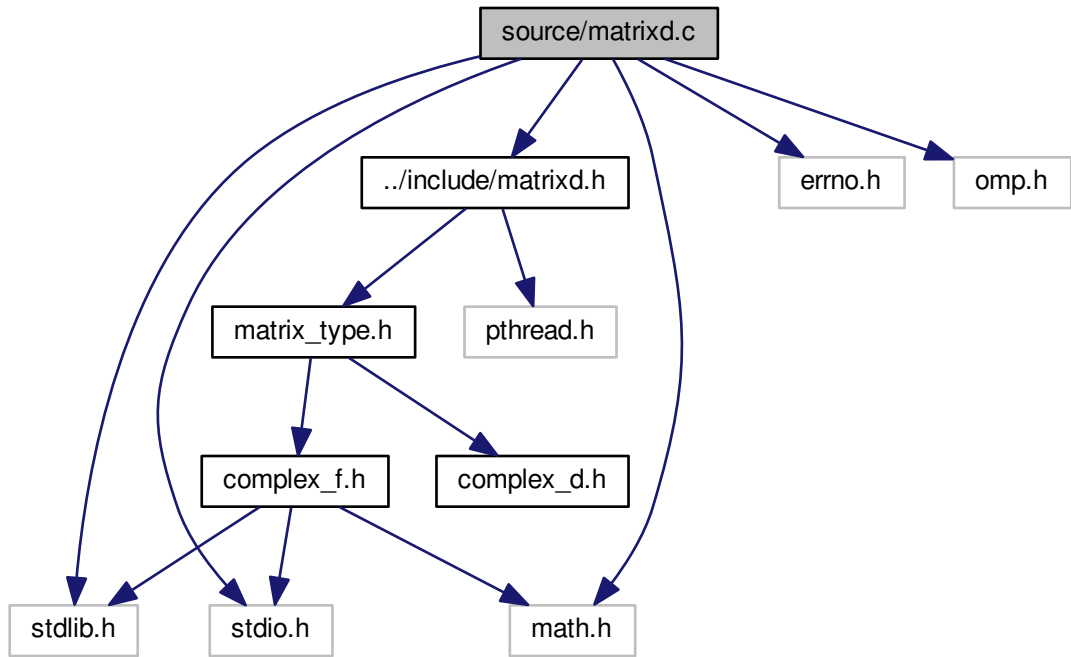 source/matrixd.c
../include/matrixd.h
errno.h
omp.h
matrix_type.h
pthread.h
complex_f.h
complex_d.h
stdlib.h
stdio.h
math.h